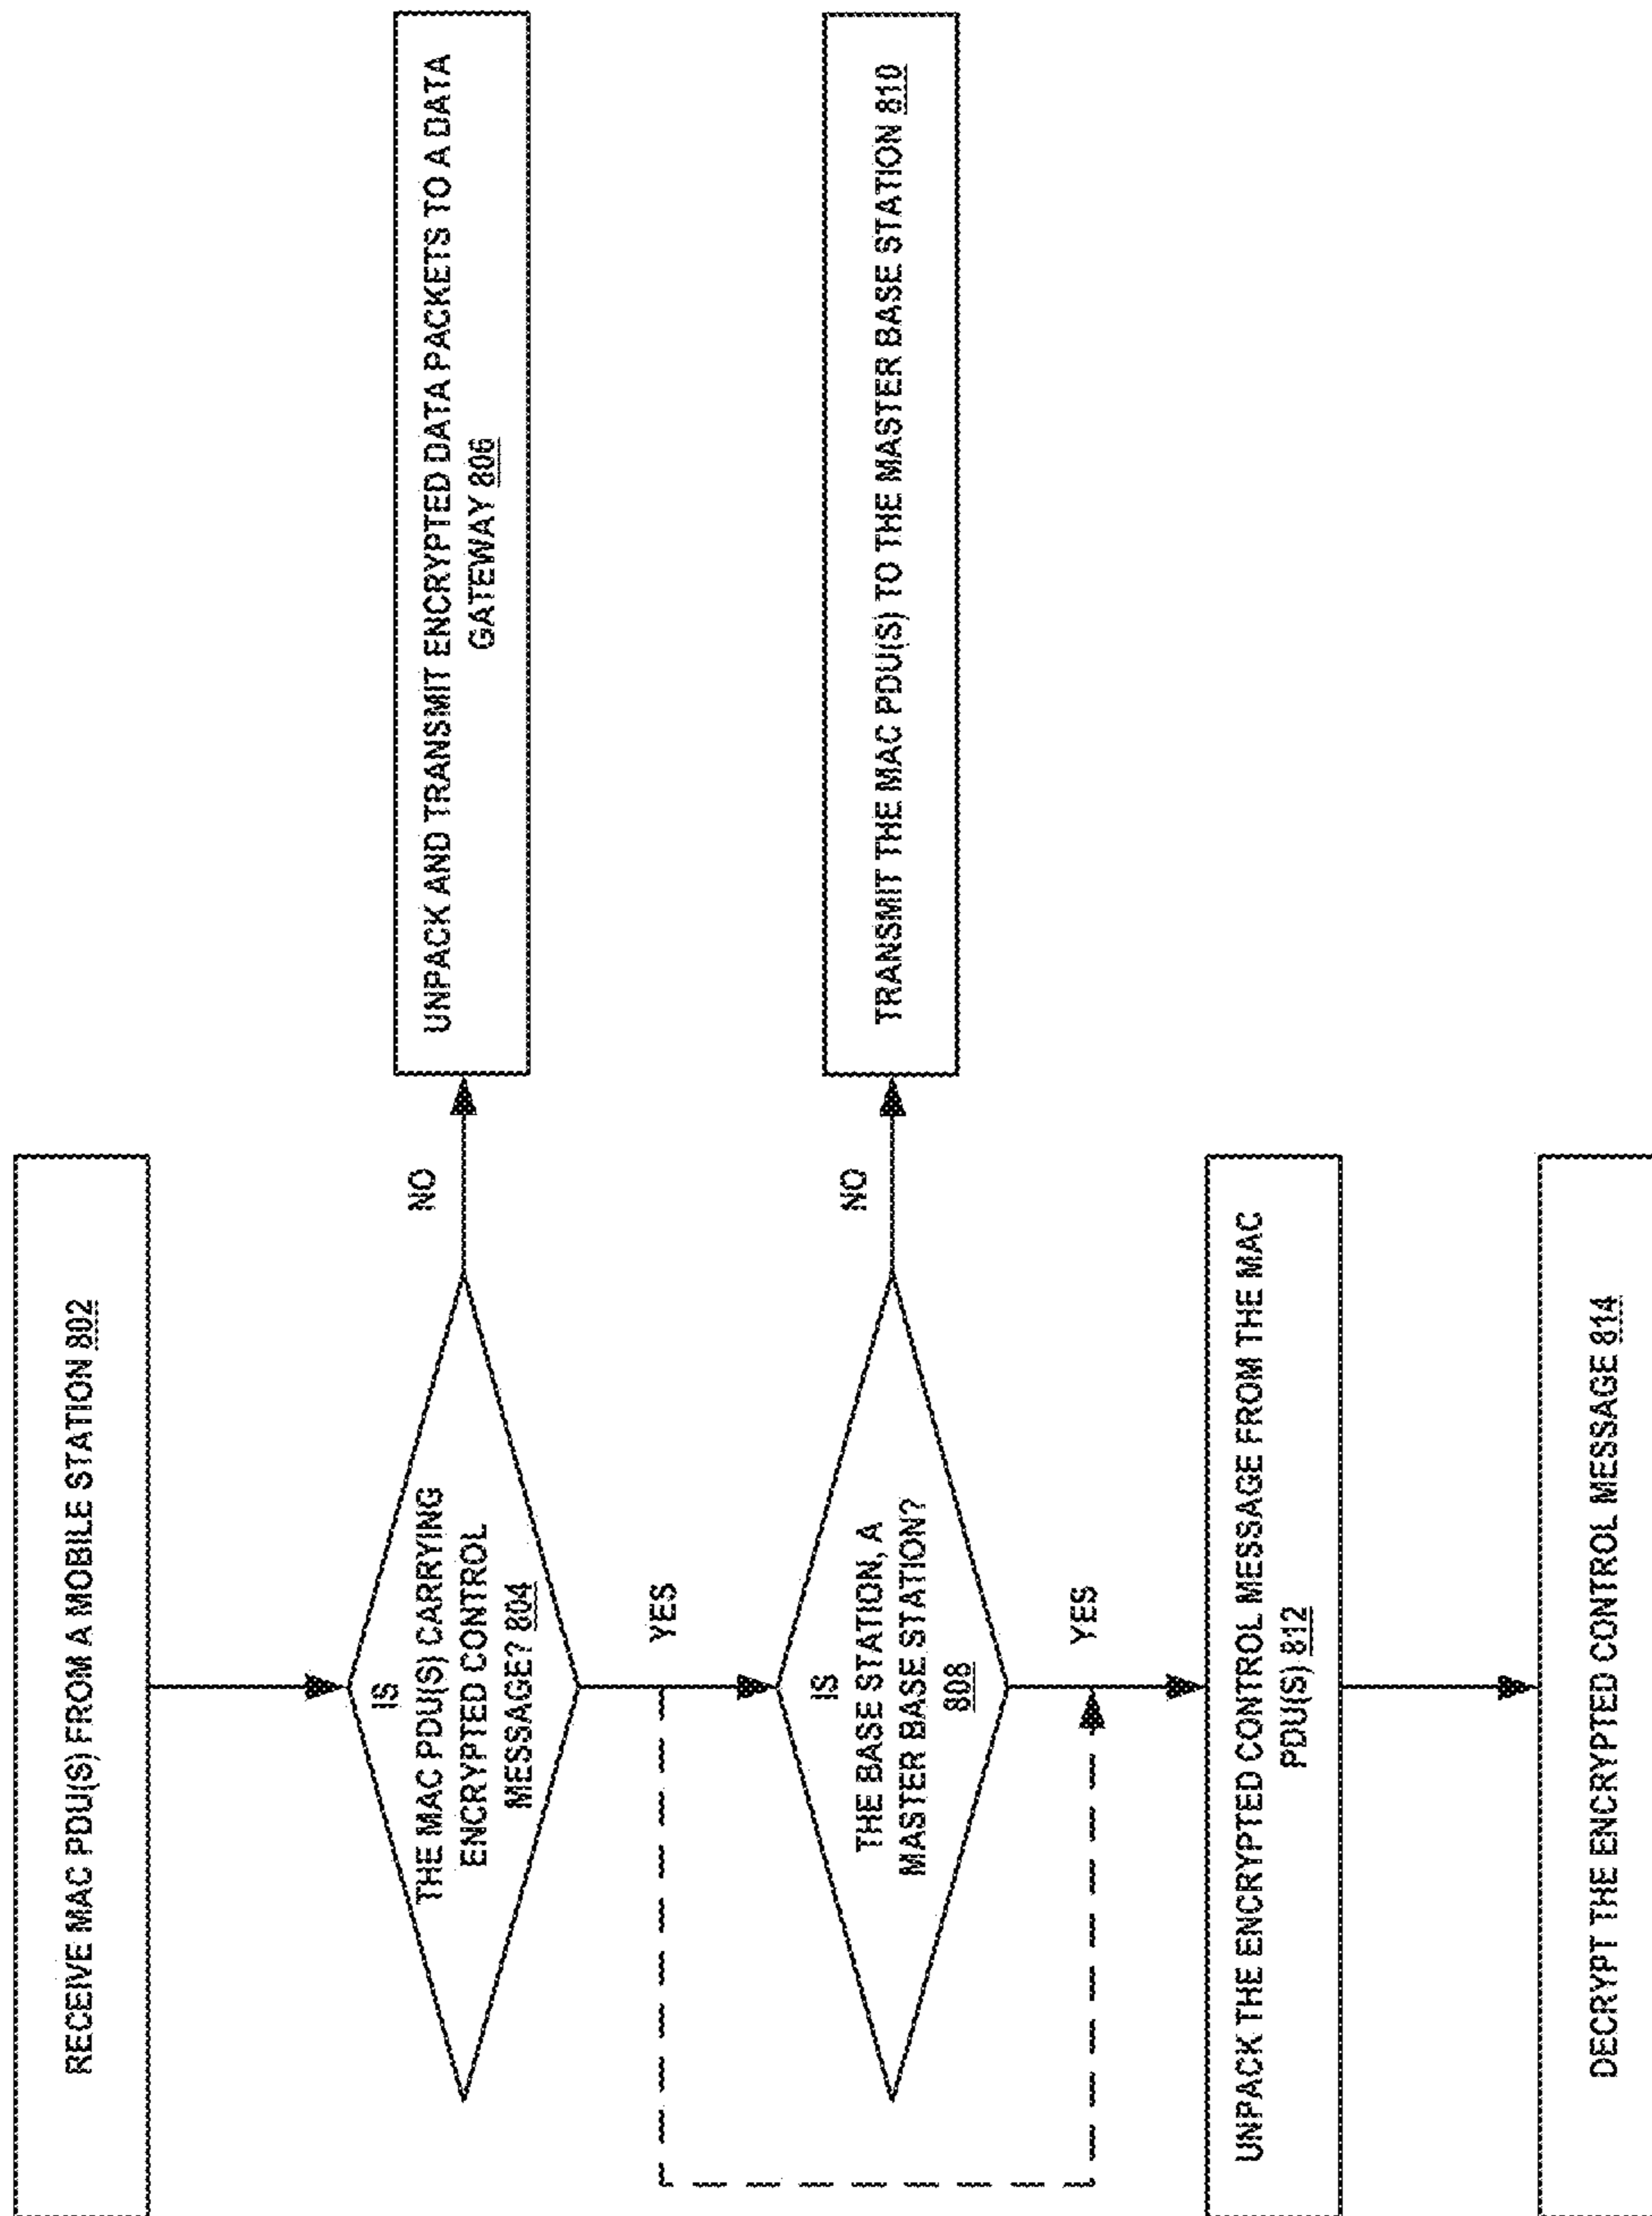 RECEIVE MAC PDU(S) FROM A MOBILE STATION 802
IS
THE MAC PDU(S) CARRYING
ENCRYPTED CONTROL
MESSAGE? 804
NO
UNPACK AND TRANSMIT ENCRYPTED DATA PACKETS TO A DATA
GATEWAY 806
YES
IS
THE BASE STATION, A
MASTER BASE STATION?
808
NO
TRANSMIT THE MAC PDU(S) TO THE MASTER BASE STATION 810
YES
UNPACK THE ENCRYPTED CONTROL MESSAGE FROM THE MAC
PDU(S) 812
DECRYPT THE ENCRYPTED CONTROL MESSAGE 814